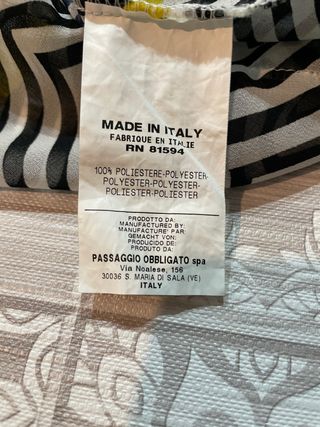 MADE IN ITALY
FABRIQUE EN ITALIE
RN 81594
100% POLIESTERE-POLYESTER-
POLYESTER-POLYESTER-
POLIESTER-POLIESTER
PRODOTTO DA:
MANUFACTURED BY:
MANUFACTURE PAR:
GEMACHT VON:
PRODUCIDO DE:
PRODUTO DA:
PASSAGGIO OBBLIGATO spa
Via Noalese, 156
30036 S. MARIA DI SALA (VE)
ITALY